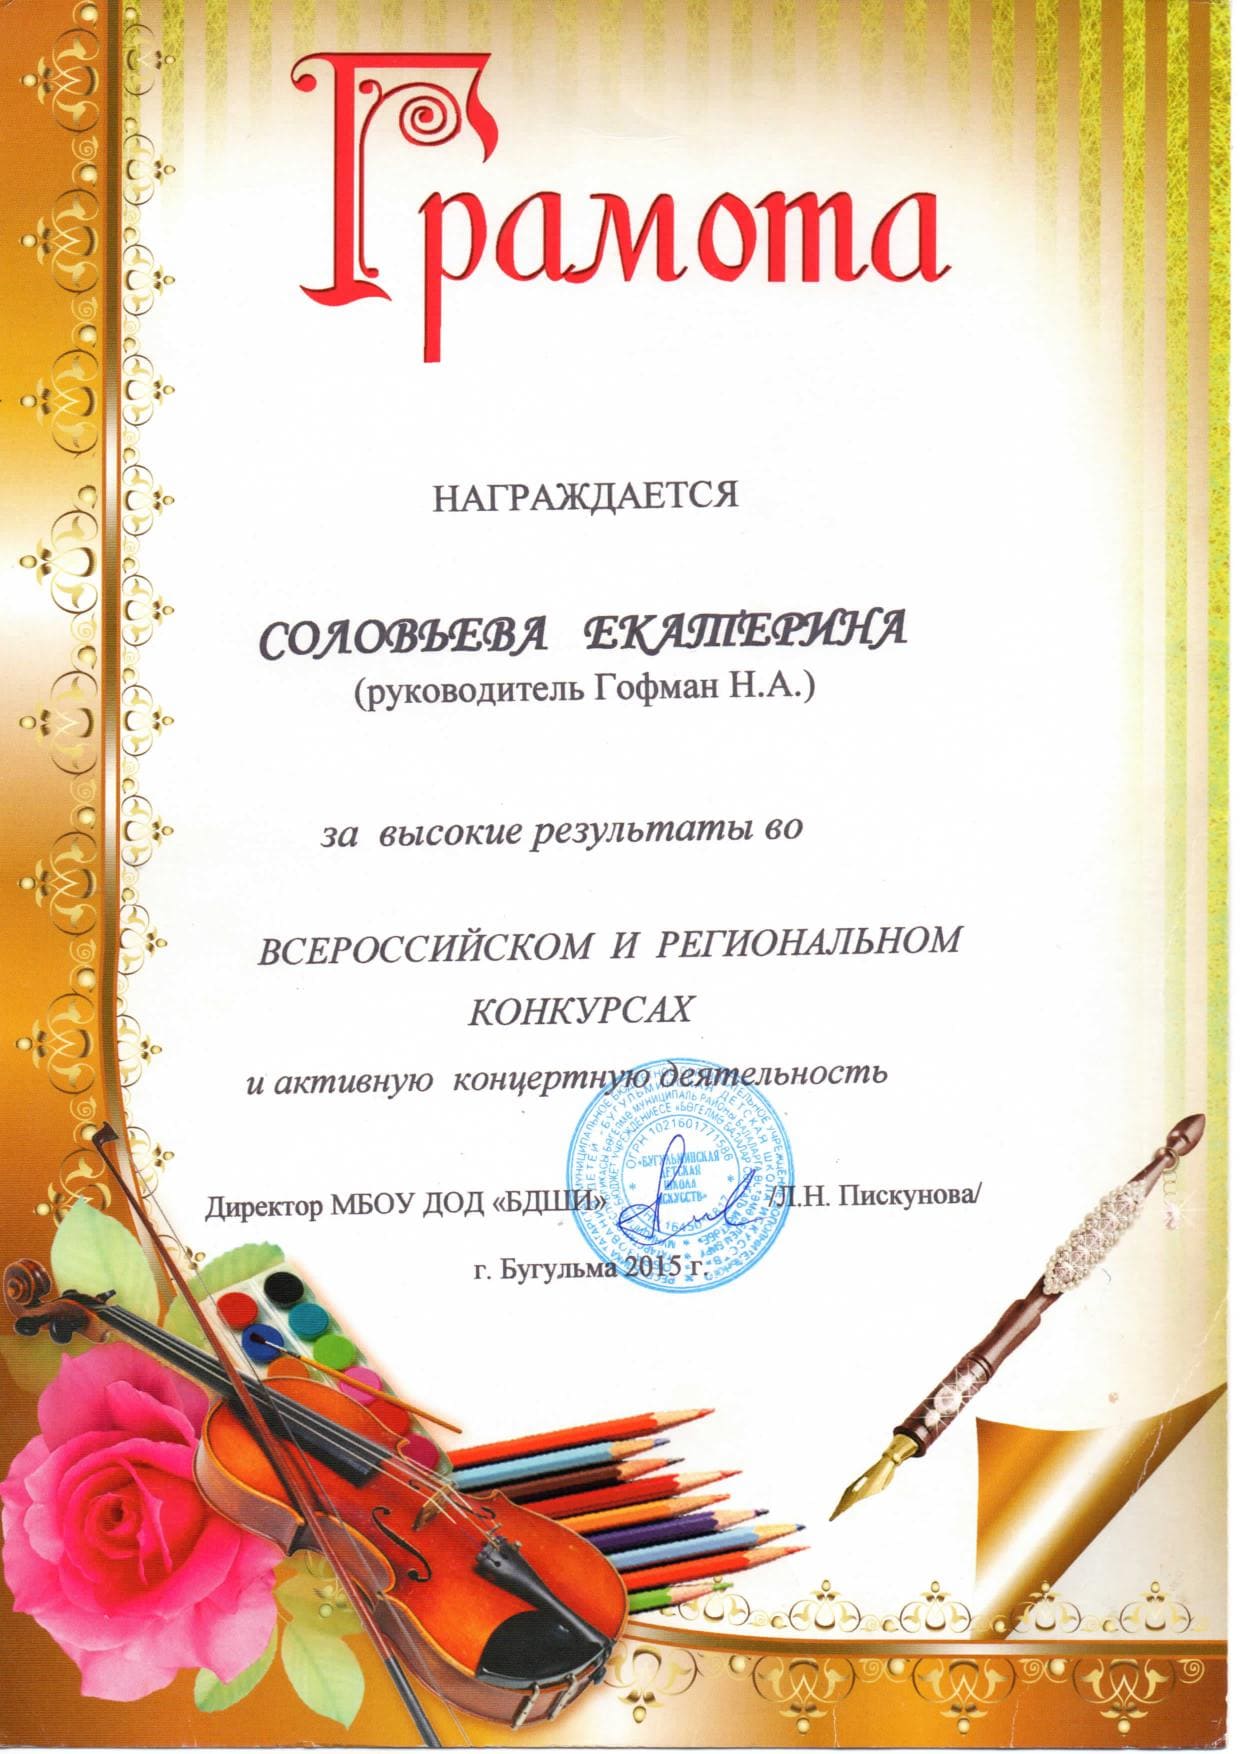 Грамота
НАГРАЖДАЕТСЯ
СОЛОВЬЕВА ЕКАТЕРИНА
(руководитель Гофман Н.А.)
за высокие результаты во
ВСЕРОССИЙСКОМ И РЕГИОНАЛЬНОМ
КОНКУРСАХ
и активную концертную деятельность
Директор МБОУ ДОД «БДШИ» /Л.Н. Пискунова/
г. Бугульма 2015 г.
ОГРН 1021601771586
«БУГУЛЬМИНСКАЯ
ДЕТСКАЯ
ШКОЛА
ИСКУССТВ»